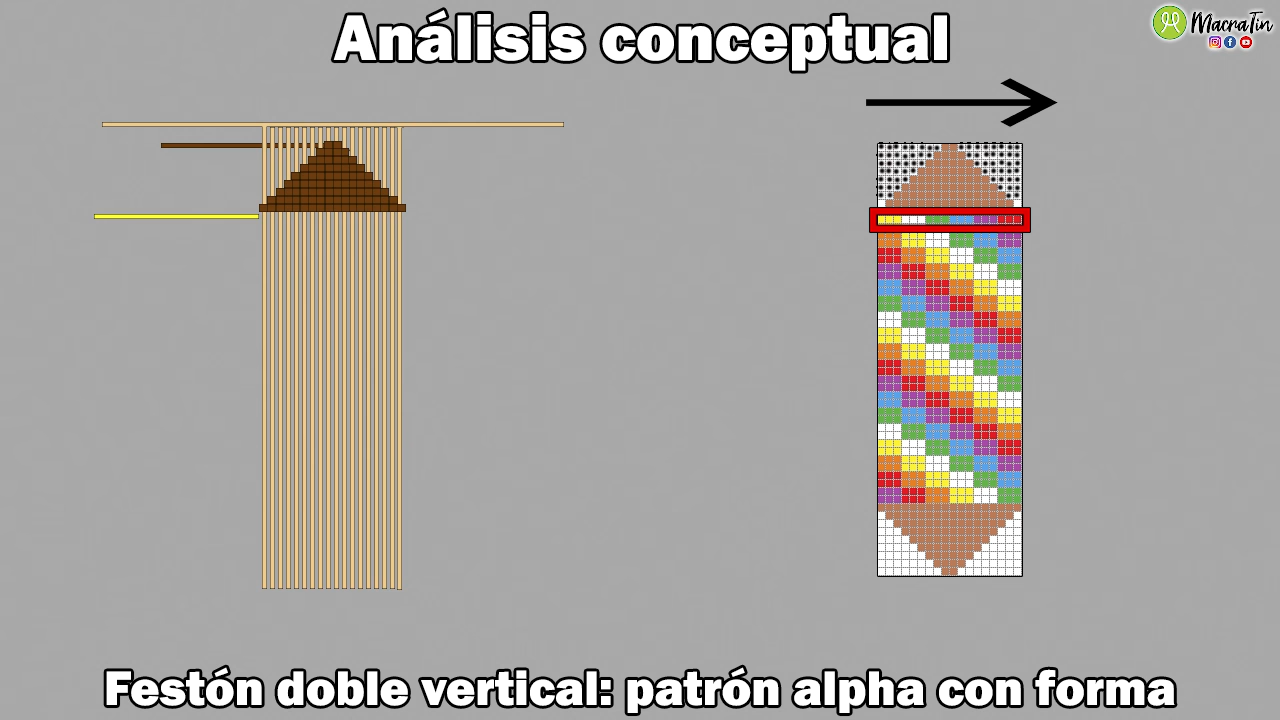 Análisis conceptual
MacraTin
Festón doble vertical: patrón alpha con forma